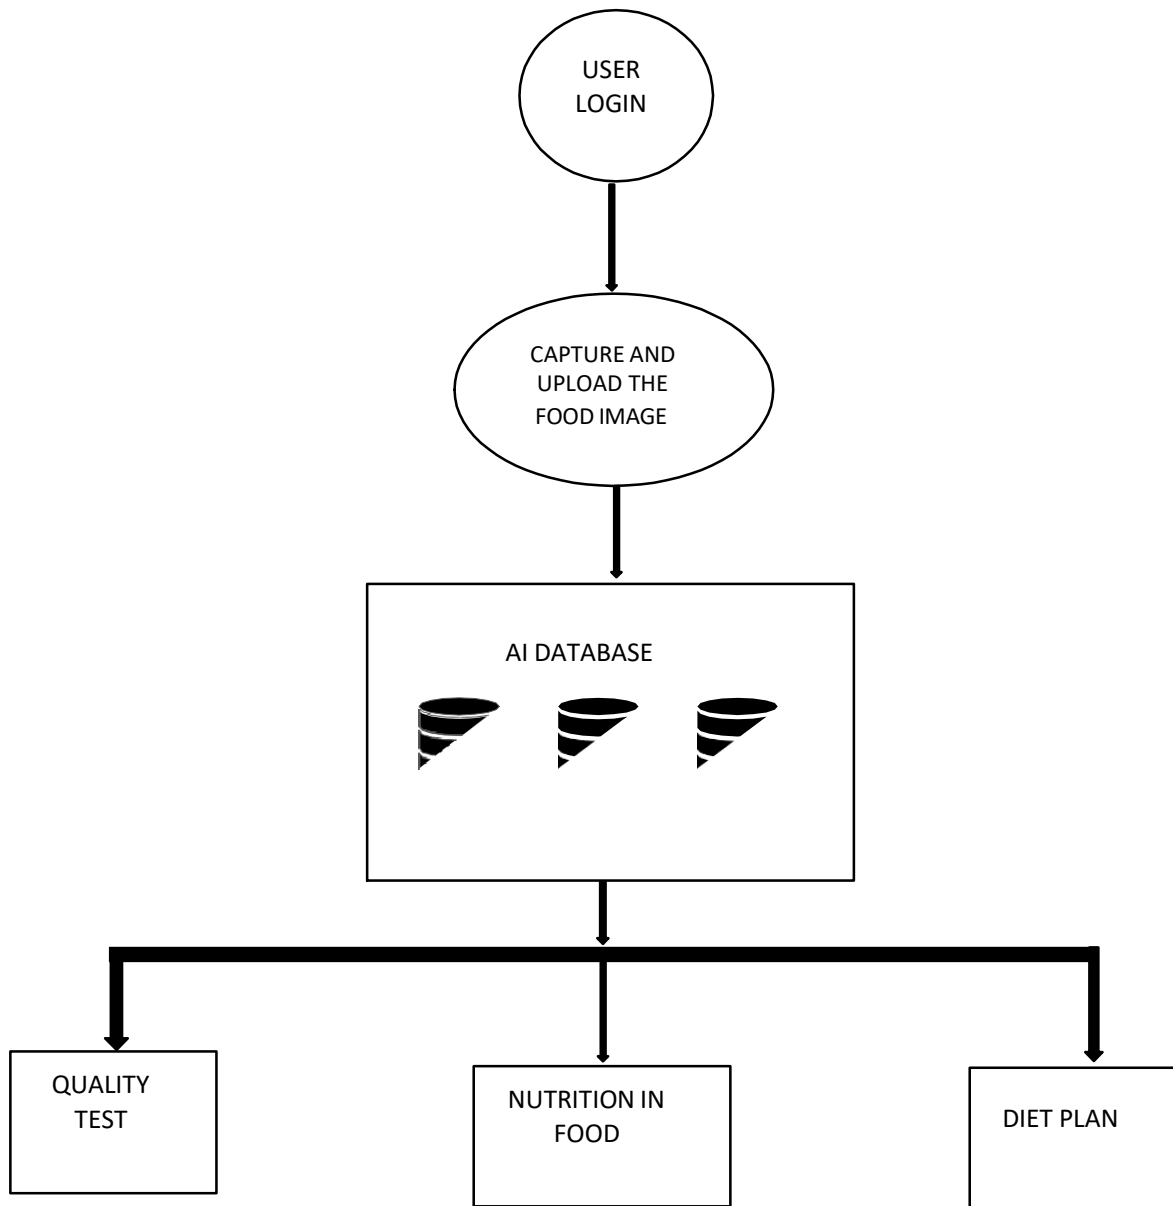 USER
LOGIN
CAPTURE AND
UPLOAD THE
FOOD IMAGE
AI DATABASE
QUALITY
TEST
NUTRITION IN
FOOD
DIET PLAN